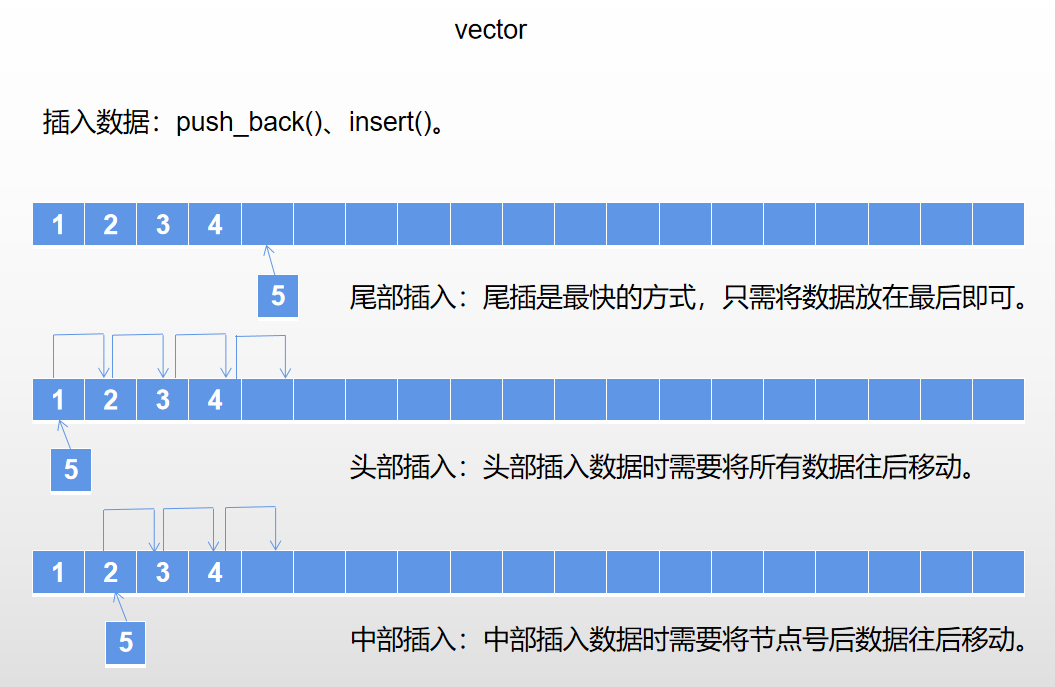 vector
插入数据：push_back()、insert()。
1 2 3 4
5
尾部插入：尾插是最快的方式，只需将数据放在最后即可。
1 2 3 4
5
头部插入：头部插入数据时需要将所有数据往后移动。
1 2 3 4
5
中部插入：中部插入数据时需要将节点号后数据往后移动。